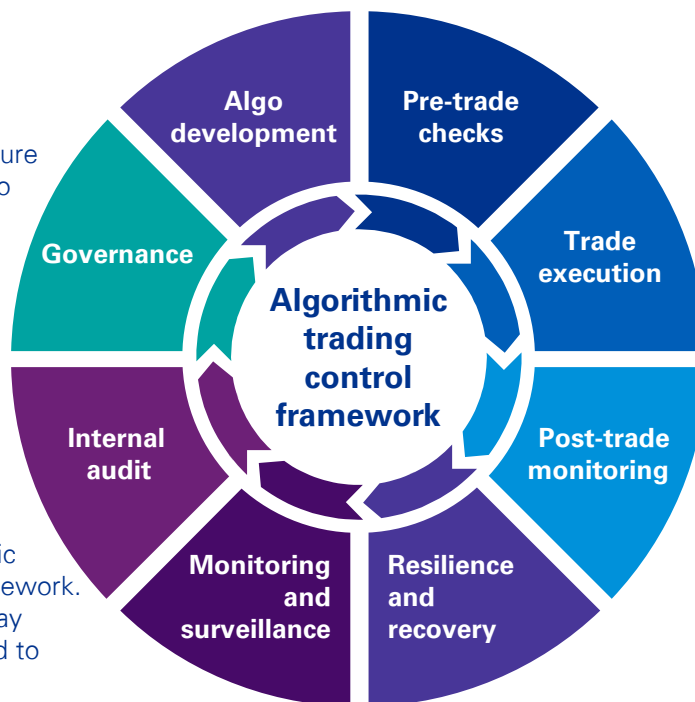 Algo
development
Pre-trade
checks
Trade
execution
Post-trade
monitoring
Resilience
and
recovery
Monitoring
and
surveillance
Internal
audit
Governance
Algorithmic
trading
control
framework